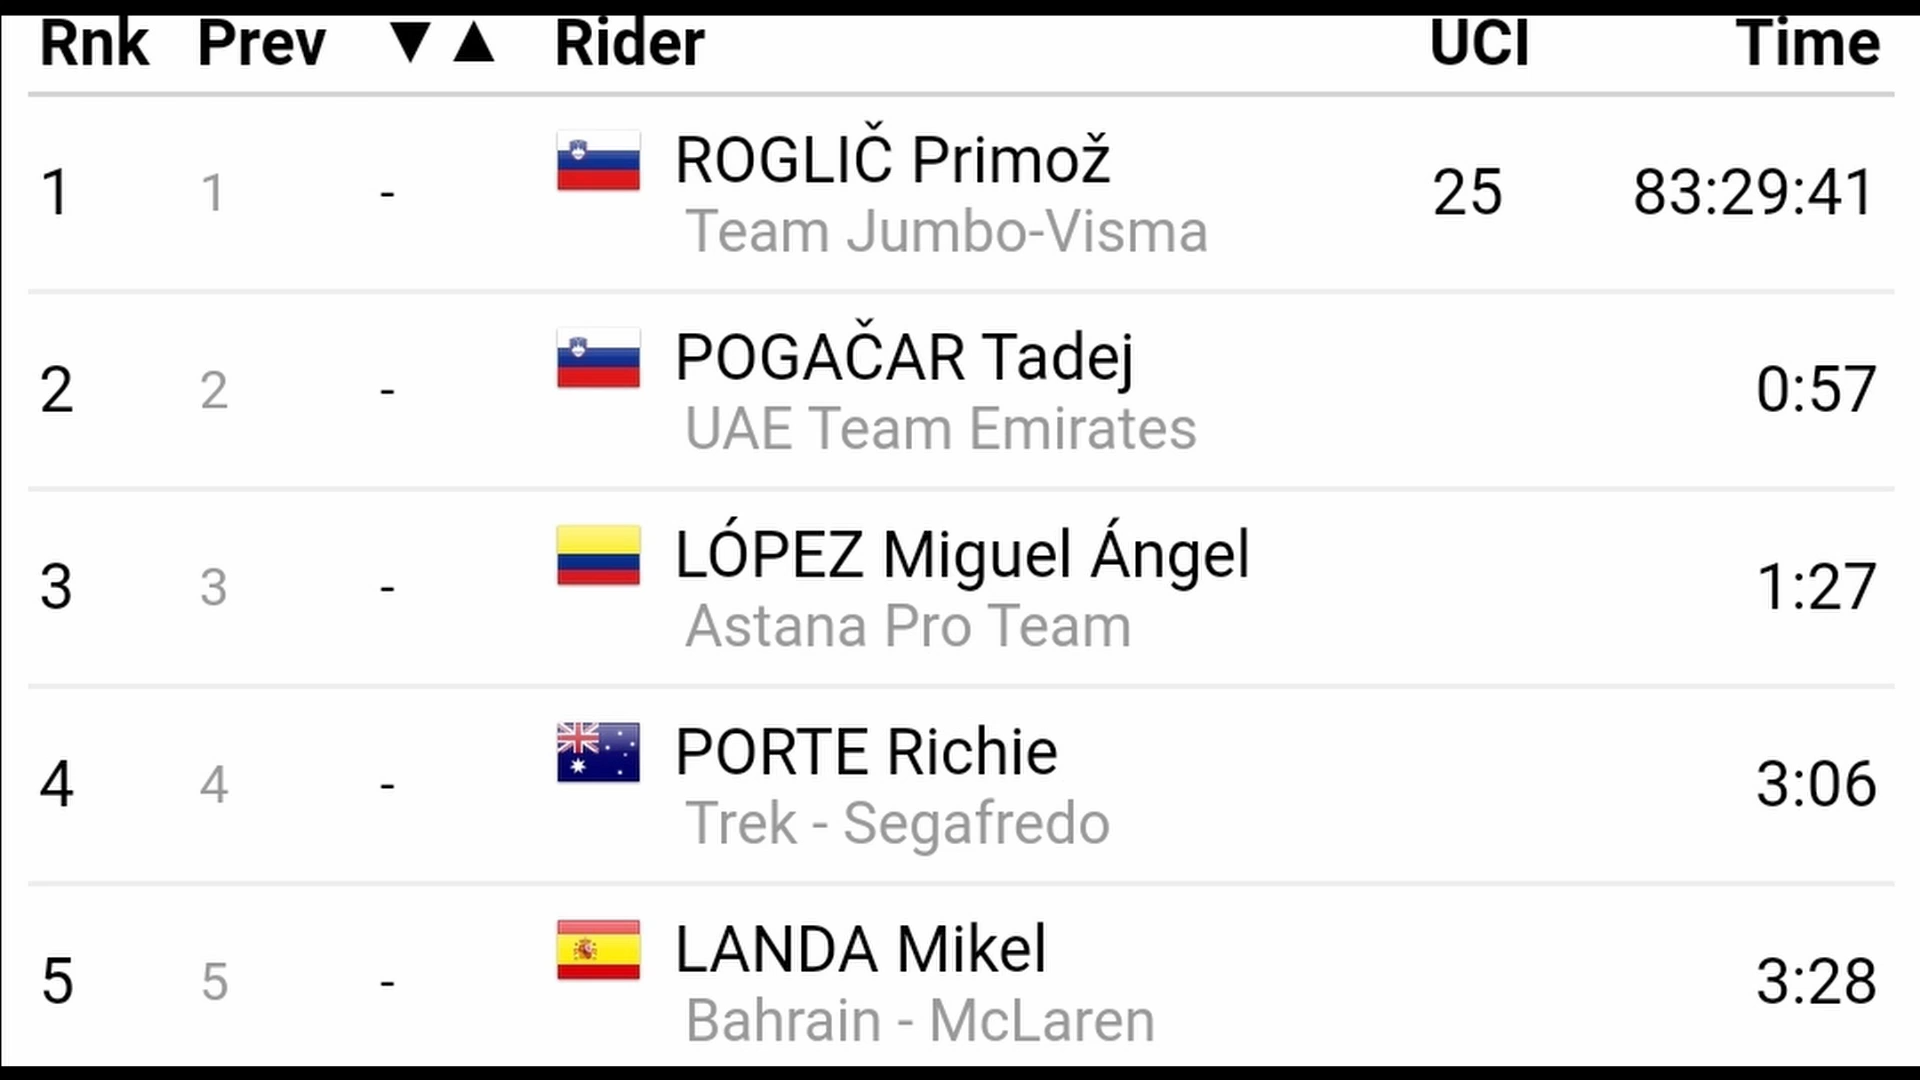 Rnk Prev ▼▲ Rider UCI Time
1 1 - ROGLIČ Primož 25 83:29:41
Team Jumbo-Visma
2 2 - POGAČAR Tadej 0:57
UAE Team Emirates
3 3 - LÓPEZ Miguel Ángel 1:27
Astana Pro Team
4 4 - PORTE Richie 3:06
Trek - Segafredo
5 5 - LANDA Mikel 3:28
Bahrain - McLaren